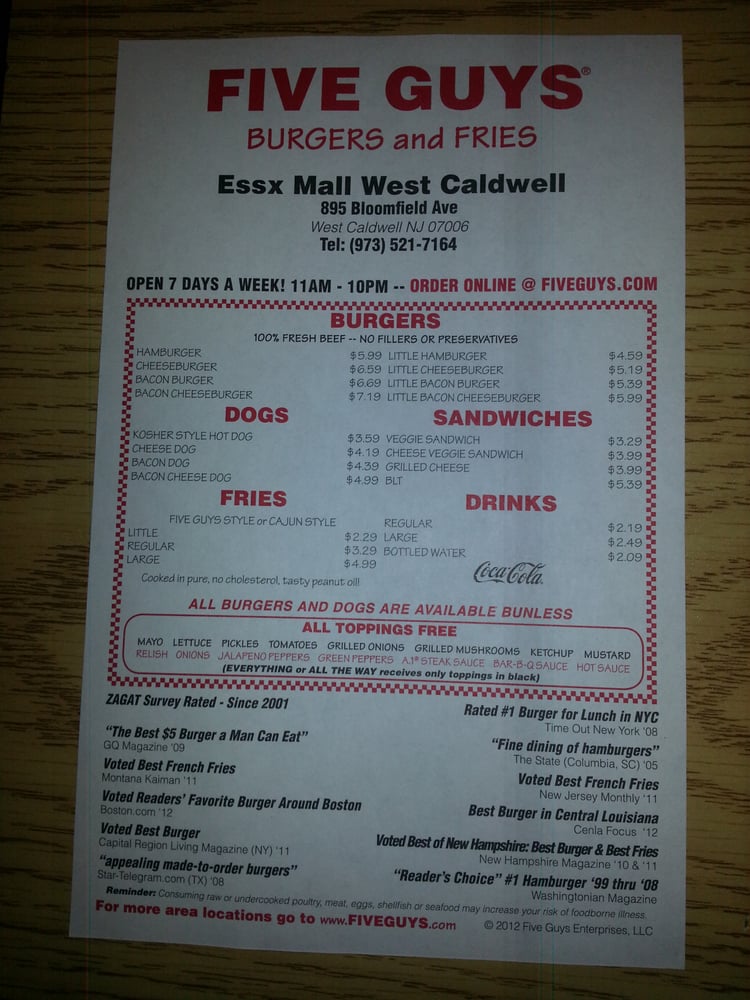 FIVE GUYS®
BURGERS and FRIES
Essx Mall West Caldwell
895 Bloomfield Ave
West Caldwell NJ 07006
Tel: (973) 521-7164
OPEN 7 DAYS A WEEK! 11AM - 10PM -- ORDER ONLINE @ FIVEGUYS.COM
BURGERS
100% FRESH BEEF -- NO FILLERS OR PRESERVATIVES
HAMBURGER $5.99 LITTLE HAMBURGER $4.59
CHEESEBURGER $6.59 LITTLE CHEESEBURGER $5.19
BACON BURGER $6.69 LITTLE BACON BURGER $5.39
BACON CHEESEBURGER $7.19 LITTLE BACON CHEESEBURGER $5.99
DOGS
KOSHER STYLE HOT DOG $3.59
CHEESE DOG $4.19
BACON DOG $4.39
BACON CHEESE DOG $4.99
SANDWICHES
VEGGIE SANDWICH $3.29
CHEESE VEGGIE SANDWICH $3.99
GRILLED CHEESE $3.99
BLT $5.39
FRIES
FIVE GUYS STYLE or CAJUN STYLE
LITTLE $2.29
REGULAR $3.29
LARGE $4.99
Cooked in pure, no cholesterol, tasty peanut oil!
DRINKS
REGULAR $2.19
LARGE $2.49
BOTTLED WATER $2.09
Coca-Cola
ALL BURGERS AND DOGS ARE AVAILABLE BUNLESS
ALL TOPPINGS FREE
MAYO LETTUCE PICKLES TOMATOES GRILLED ONIONS GRILLED MUSHROOMS KETCHUP MUSTARD
RELISH ONIONS JALAPENO PEPPERS GREEN PEPPERS A.1® STEAK SAUCE BAR-B-Q SAUCE HOT SAUCE
(EVERYTHING or ALL THE WAY receives only toppings in black)
ZAGAT Survey Rated - Since 2001
"The Best $5 Burger a Man Can Eat"
GQ Magazine '09
Voted Best French Fries
Montana Kaiman '11
Voted Readers' Favorite Burger Around Boston
Boston.com '12
Voted Best Burger
Capital Region Living Magazine (NY) '11
"appealing made-to-order burgers"
Star-Telegram.com (TX) '08
Rated #1 Burger for Lunch in NYC
Time Out New York '08
"Fine dining of hamburgers"
The State (Columbia, SC) '05
Voted Best French Fries
New Jersey Monthly '11
Best Burger in Central Louisiana
Cenla Focus '12
Voted Best of New Hampshire: Best Burger & Best Fries
New Hampshire Magazine '10 & '11
"Reader's Choice" #1 Hamburger '99 thru '08
Washingtonian Magazine
Reminder: Consuming raw or undercooked poultry, meat, eggs, shellfish or seafood may increase your risk of foodborne illness.
For more area locations go to www.FIVEGUYS.com
© 2012 Five Guys Enterprises, LLC